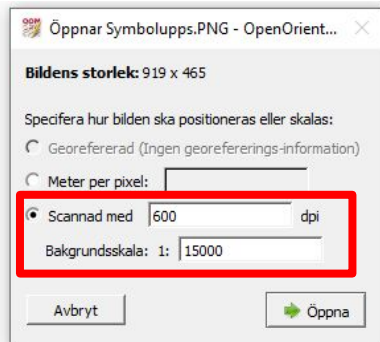 Öppnar Symbolupps.PNG - OpenOrient...
Bildens storlek: 919 x 465
Specifera hur bilden ska positioneras eller skalas:
Georefererad (Ingen georefererings-information)
Meter per pixel:
Scannad med 600 dpi
Bakgrundsskala: 1: 15000
Avbryt Öppna